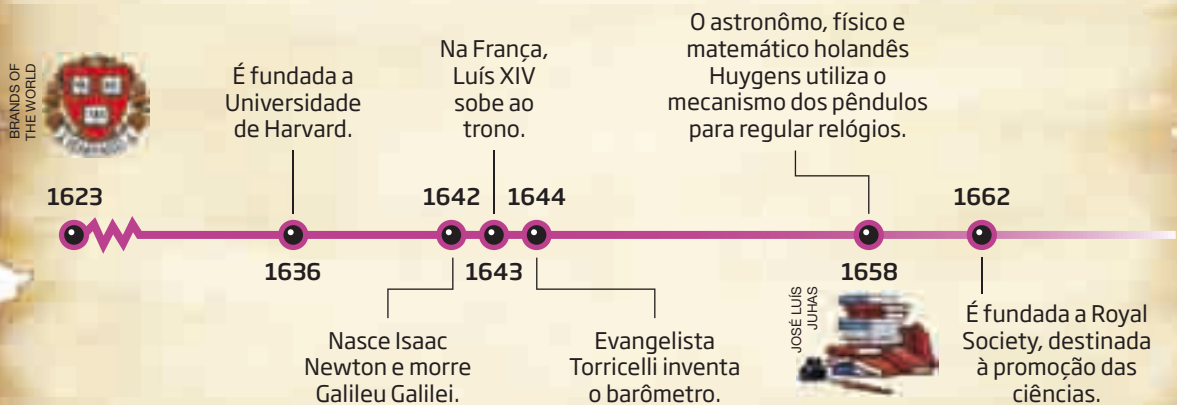 BRANDS OF
THE WORLD
1623
É fundada a
Universidade
de Harvard.
1636
1642
Nasce Isaac
Newton e morre
Galileu Galilei.
Na França,
Luís XIV
sobe ao
trono.
1643
1644
Evangelista
Torricelli inventa
o barômetro.
O astronômo, físico e
matemático holandês
Huygens utiliza o
mecanismo dos pêndulos
para regular relógios.
1658
JOSÉ LUÍS
JUHAS
1662
É fundada a Royal
Society, destinada
à promoção das
ciências.